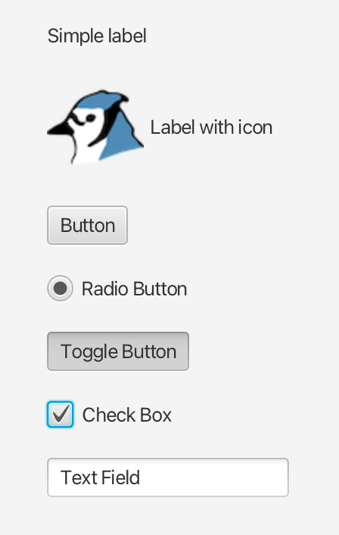 Simple label
Label with icon
Button
Radio Button
Toggle Button
Check Box
Text Field